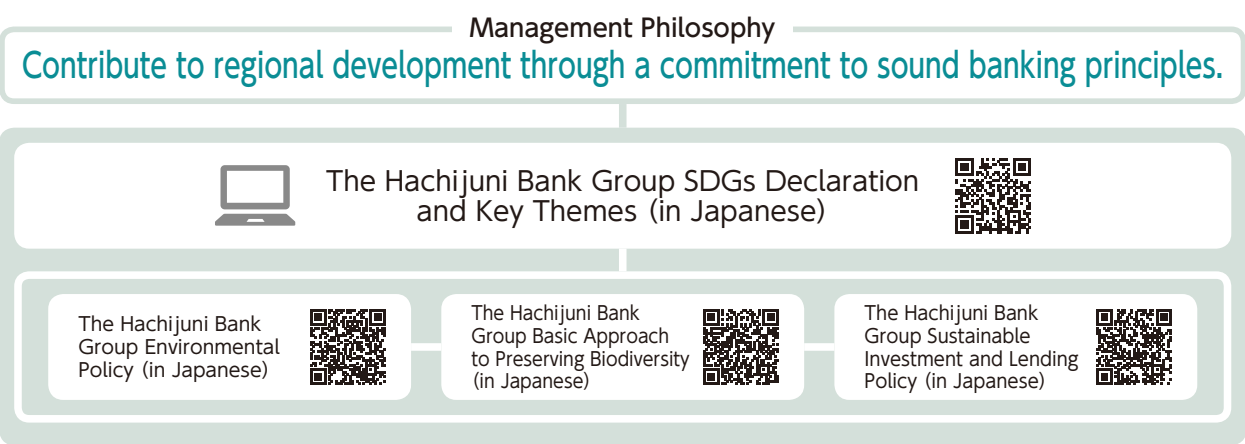 Management Philosophy
Contribute to regional development through a commitment to sound banking principles.
The Hachijuni Bank Group SDGs Declaration
and Key Themes (in Japanese)
The Hachijuni Bank
Group Environmental
Policy (in Japanese)
The Hachijuni Bank
Group Basic Approach
to Preserving Biodiversity
(in Japanese)
The Hachijuni Bank
Group Sustainable
Investment and Lending
Policy (in Japanese)